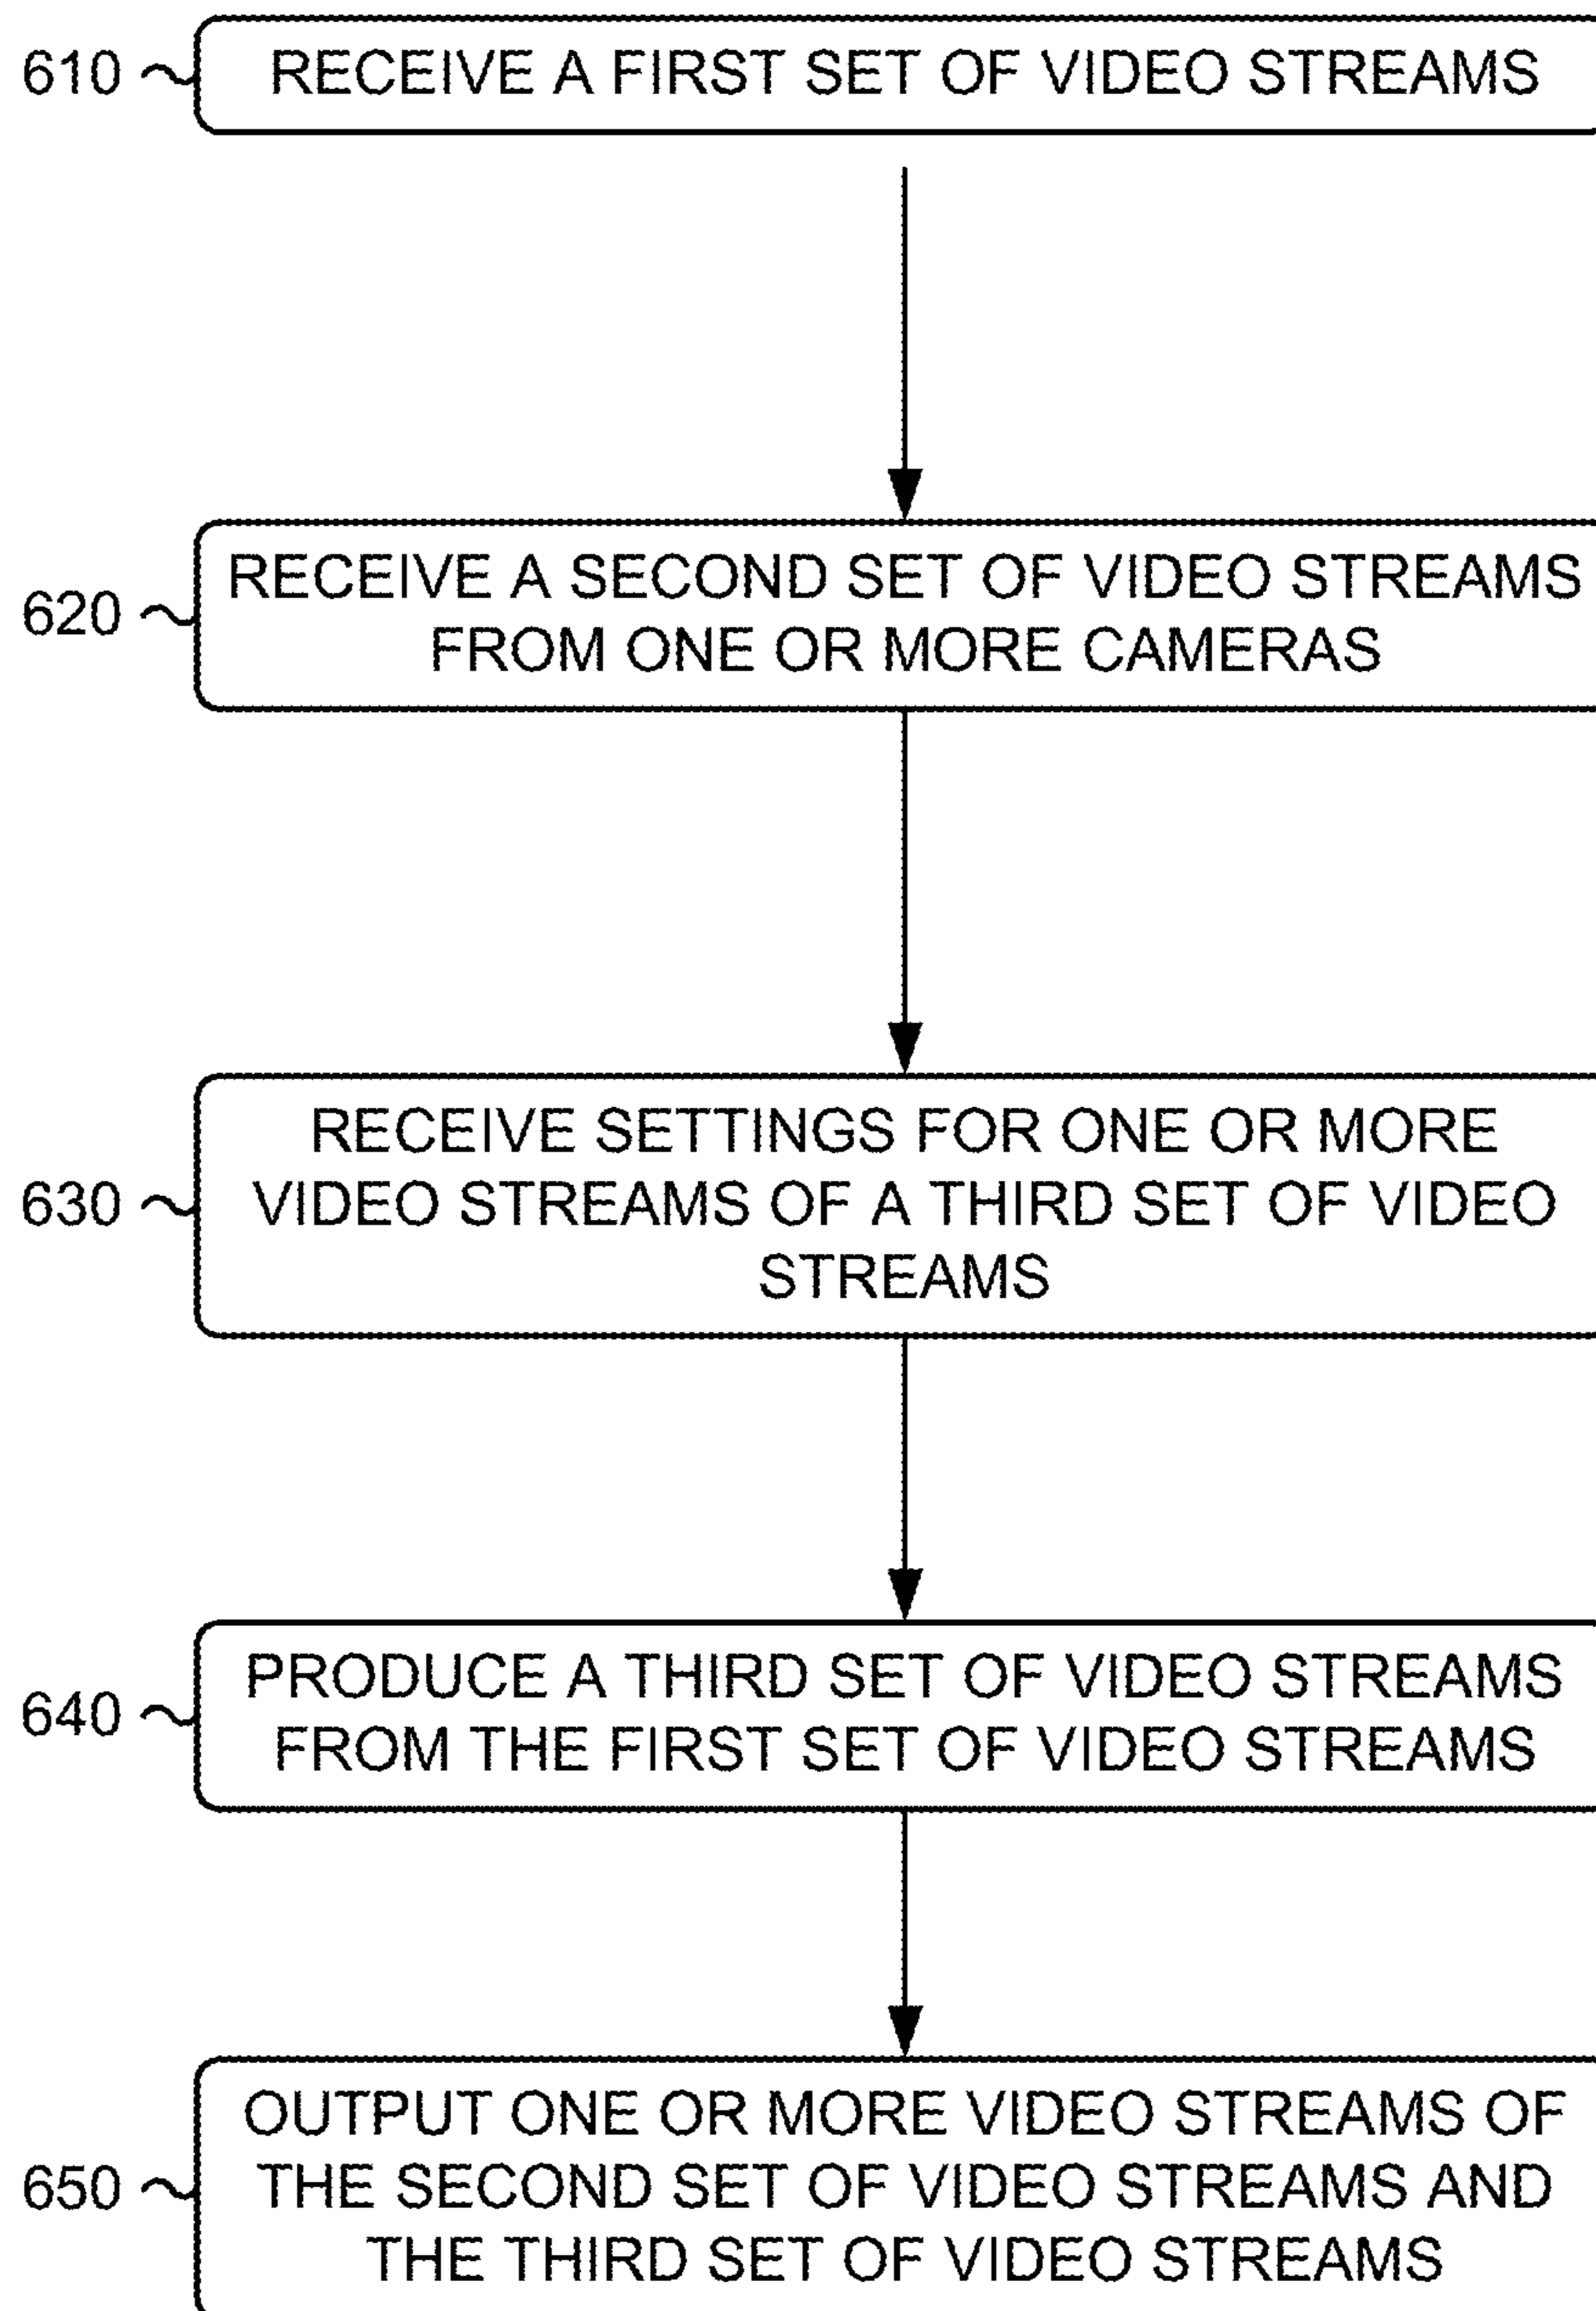 610
RECEIVE A FIRST SET OF VIDEO STREAMS
620
RECEIVE A SECOND SET OF VIDEO STREAMS
FROM ONE OR MORE CAMERAS
630
RECEIVE SETTINGS FOR ONE OR MORE
VIDEO STREAMS OF A THIRD SET OF VIDEO
STREAMS
640
PRODUCE A THIRD SET OF VIDEO STREAMS
FROM THE FIRST SET OF VIDEO STREAMS
650
OUTPUT ONE OR MORE VIDEO STREAMS OF
THE SECOND SET OF VIDEO STREAMS AND
THE THIRD SET OF VIDEO STREAMS